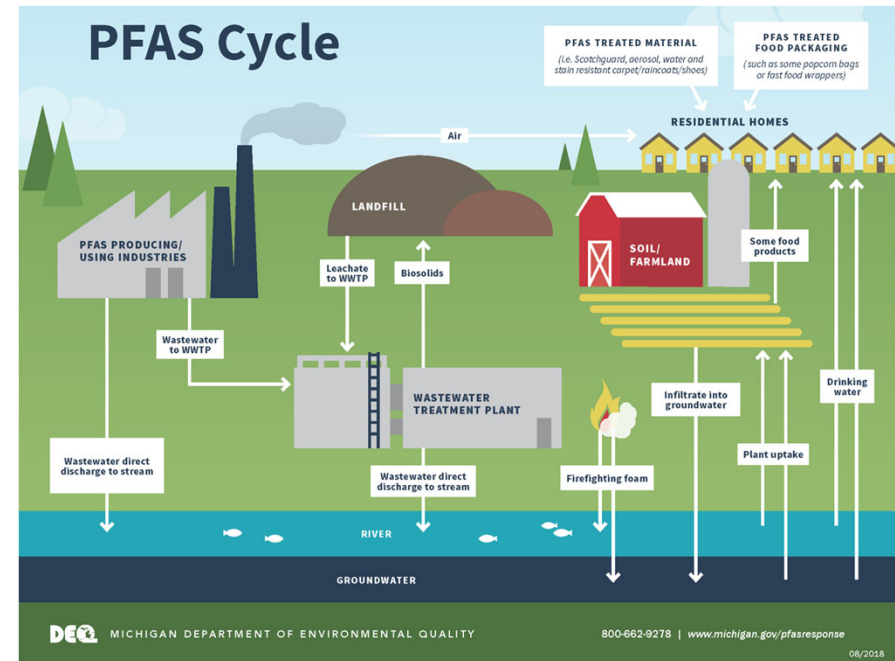 PFAS Cycle
PFAS TREATED MATERIAL
(i.e. Scotchguard, aerosol, water and
stain resistant carpet/raincoats/shoes)
PFAS TREATED
FOOD PACKAGING
(such as some popcorn bags
or fast food wrappers)
RESIDENTIAL HOMES
Air
LANDFILL
PFAS PRODUCING/
USING INDUSTRIES
SOIL/
FARMLAND
Some food
products
Leachate
to WWTP
Biosolids
Wastewater
to WWTP
WASTEWATER
TREATMENT PLANT
Infiltrate into
groundwater
Drinking
water
Plant uptake
Wastewater direct
discharge to stream
Wastewater direct
discharge to stream
Firefighting foam
RIVER
GROUNDWATER
DEQ MICHIGAN DEPARTMENT OF ENVIRONMENTAL QUALITY
800-662-9278 | www.michigan.gov/pfasresponse
08/2018